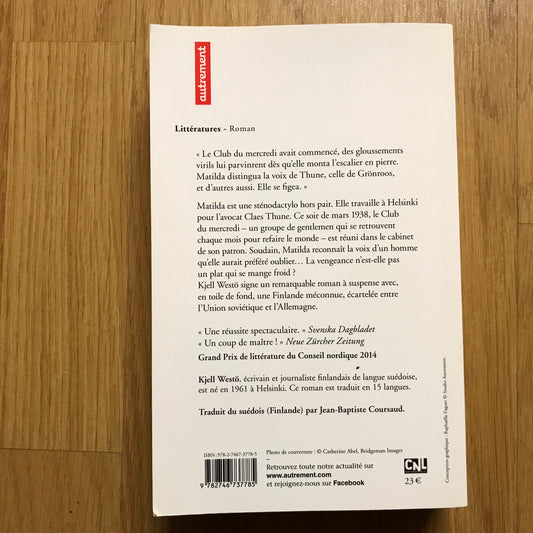 autrement
Littératures - Roman
« Le Club du mercredi avait commencé, des gloussements
virils lui parvinrent dès qu'elle monta l'escalier en pierre.
Matilda distingua la voix de Thune, celle de Grönroos,
et d'autres aussi. Elle se figea. »
Matilda est une sténodactylo hors pair. Elle travaille à Helsinki
pour l'avocat Claes Thune. Ce soir de mars 1938, le Club
du mercredi – un groupe de gentlemen qui se retrouvent
chaque mois pour refaire le monde – est réuni dans le cabinet
de son patron. Soudain, Matilda reconnaît la voix d'un homme
qu'elle aurait préféré oublier… La vengeance n'est-elle pas
un plat qui se mange froid ?
Kjell Westö signe un remarquable roman à suspense avec,
en toile de fond, une Finlande méconnue, écartelée entre
l'Union soviétique et l'Allemagne.
« Une réussite spectaculaire. » Svenska Dagbladet
« Un coup de maître ! » Neue Zürcher Zeitung
Grand Prix de littérature du Conseil nordique 2014
Kjell Westö, écrivain et journaliste finlandais de langue suédoise,
est né en 1961 à Helsinki. Ce roman est traduit en 15 langues.
Traduit du suédois (Finlande) par Jean-Baptiste Coursaud.
ISBN : 978-2-7467-3778-5
9 782746 737785
Photo de couverture : © Catherine Abel, Bridgeman Images
–
Retrouvez toute notre actualité sur
www.autrement.com
et rejoignez-nous sur Facebook
CNL
23 €
Conception graphique : Raphaëlle Faguer © Studio Autrement.